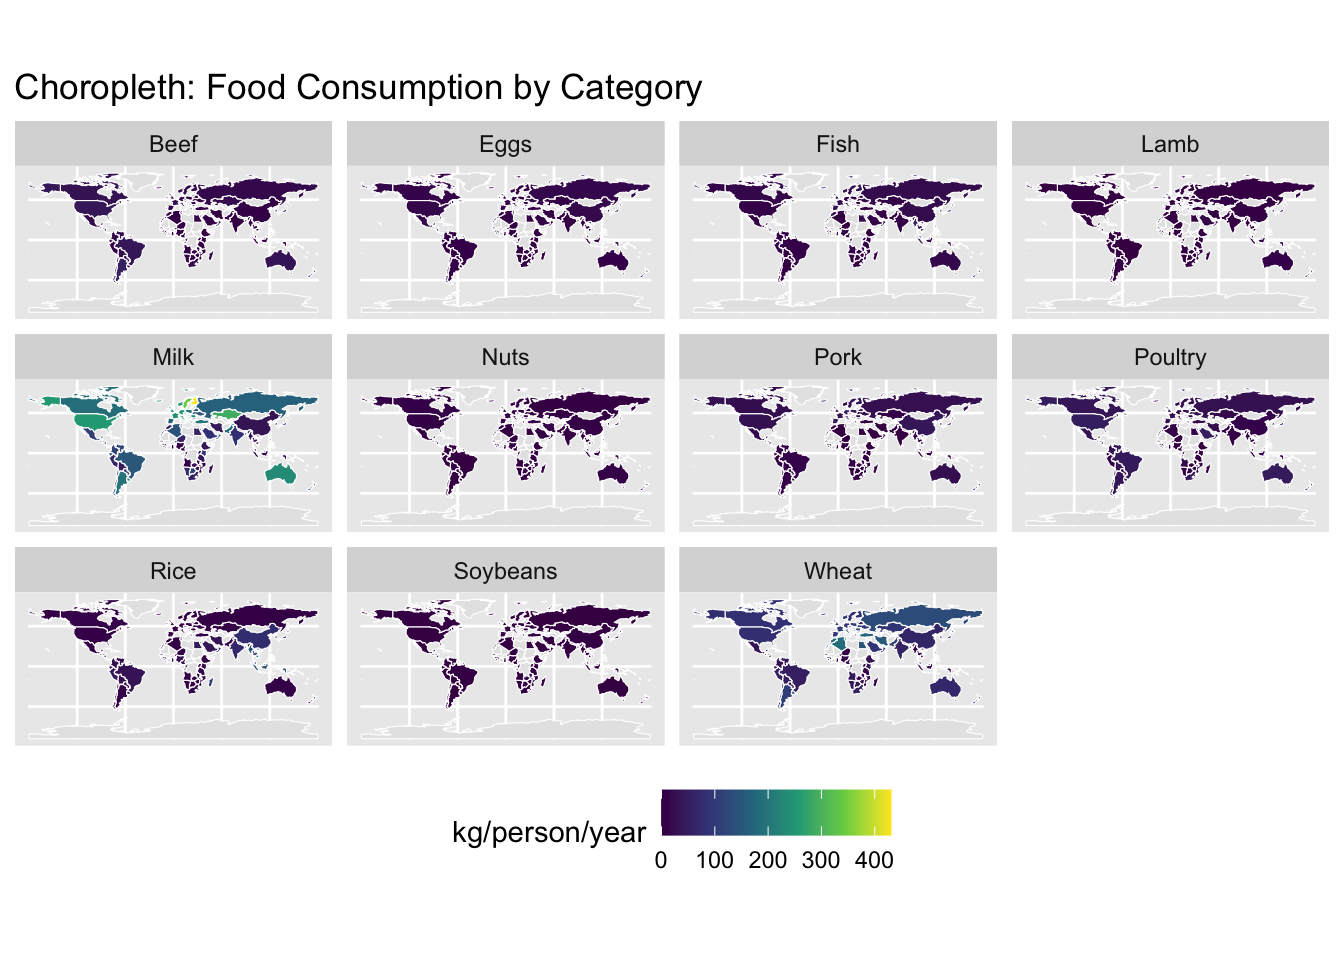 Choropleth: Food Consumption by Category
Beef
Eggs
Fish
Lamb
Milk
Nuts
Pork
Poultry
Rice
Soybeans
Wheat
kg/person/year
0 100 200 300 400